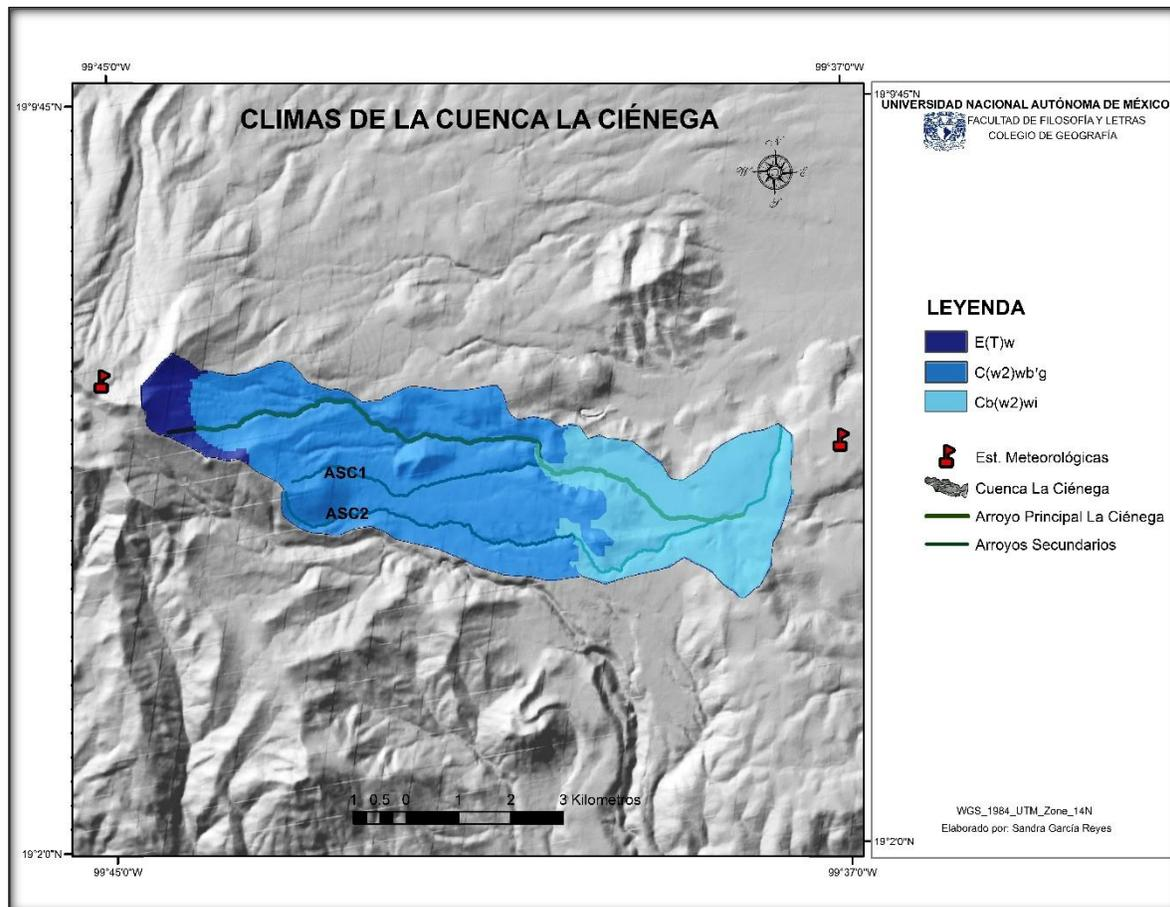 99°45'0"W
99°37'0"W
19°9'45"N
19°9'45"N
CLIMAS DE LA CUENCA LA CIÉNEGA
UNIVERSIDAD NACIONAL AUTÓNOMA DE MÉXICO
FACULTAD DE FILOSOFÍA Y LETRAS
COLEGIO DE GEOGRAFÍA
N
W
E
S
LEYENDA
E(T)w
C(w2)wb'g
Cb(w2)wi
Est. Meteorológicas
Cuenca La Ciénega
Arroyo Principal La Ciénega
Arroyos Secundarios
ASC1
ASC2
1 0.5 0 1 2 3 Kilometros
WGS_1984_UTM_Zone_14N
Elaborado por: Sandra García Reyes
19°2'0"N
19°2'0"N
99°45'0"W
99°37'0"W